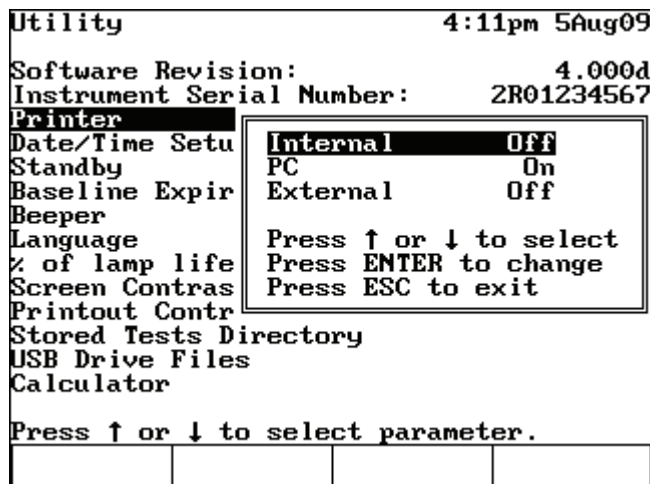 Utility 4:11pm 5Aug09
Software Revision: 4.000d
Instrument Serial Number: 2R01234567
Printer
Date/Time Setu
Standby
Baseline Expir
Beeper
Language
% of lamp life
Screen Contras
Printout Contr
Stored Tests Directory
USB Drive Files
Calculator
Internal Off
PC On
External Off
Press ↑ or ↓ to select
Press ENTER to change
Press ESC to exit
Press ↑ or ↓ to select parameter.